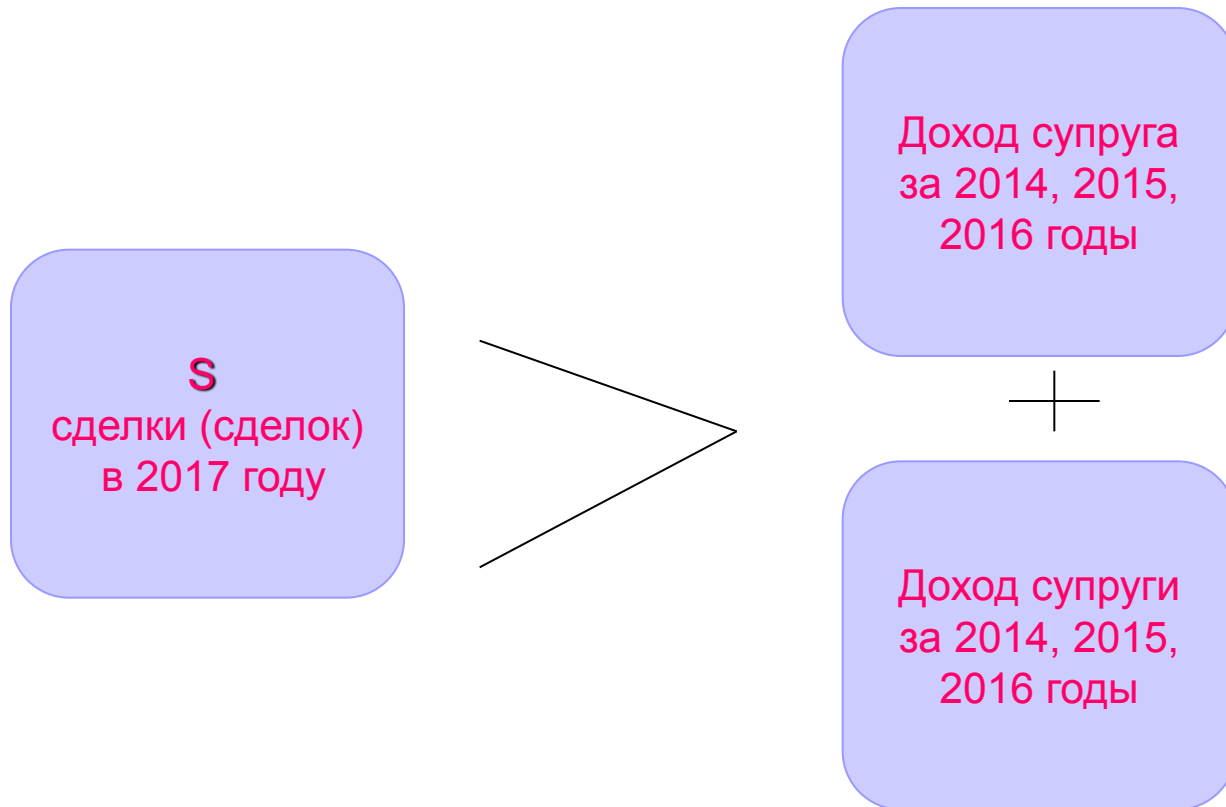 S
сделки (сделок)
в 2017 году
Доход супруга
за 2014, 2015,
2016 годы
Доход супруги
за 2014, 2015,
2016 годы